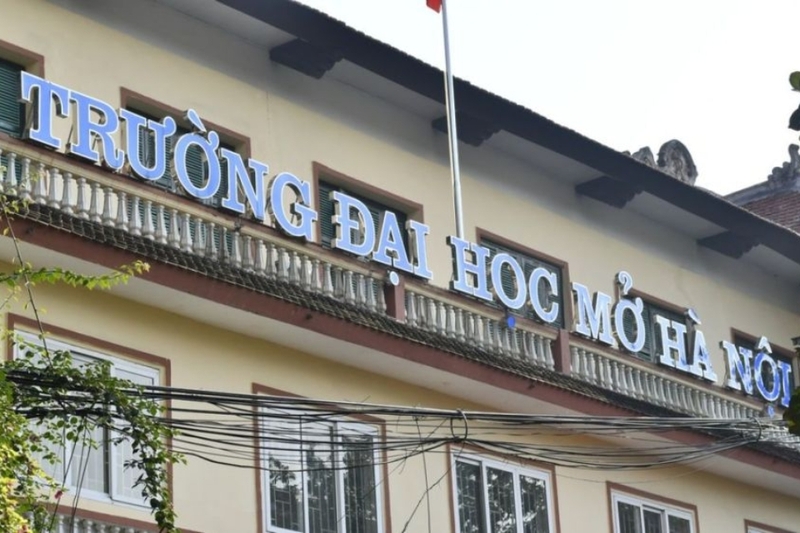 TRƯỜNG ĐẠI HỌC MỞ HÀ NỘI